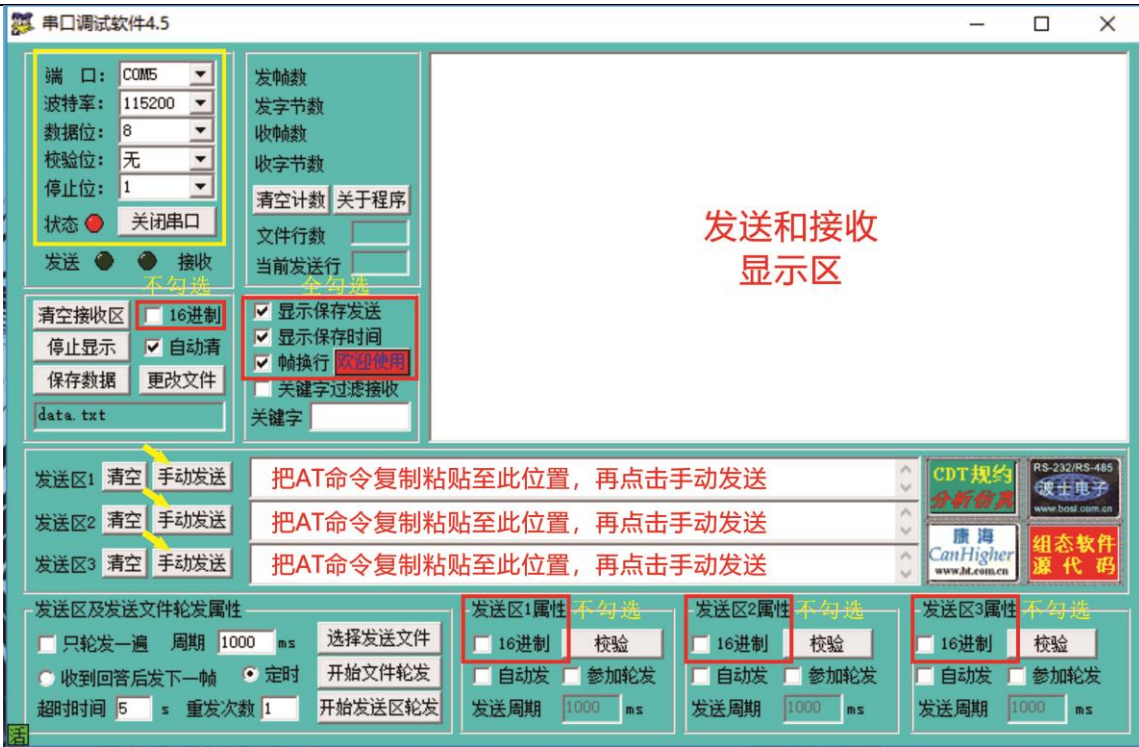 串口调试软件4.5
端 口: COM5
波特率: 115200
数据位: 8
校验位: 无
停止位: 1
状态 关闭串口
发送 接收
发帧数
发字节数
收帧数
收字节数
清空计数 关于程序
文件行数
当前发送行
发送和接收
显示区
不勾选
清空接收区 16进制
停止显示 自动清
保存数据 更改文件
data.txt
全勾选
显示保存发送
显示保存时间
帧换行 欢迎使用
关键字过滤接收
关键字
发送区1 清空 手动发送 把AT命令复制粘贴至此位置，再点击手动发送
发送区2 清空 手动发送 把AT命令复制粘贴至此位置，再点击手动发送
发送区3 清空 手动发送 把AT命令复制粘贴至此位置，再点击手动发送
CDT规约
分析仿真
RS-232/RS-485
波士电子
www.bosi.com.cn
康海
CanHigher
www.ht.com.cn
组态软件
源代码
发送区及发送文件轮发属性
只轮发一遍 周期 1000 ms 选择发送文件
收到回答后发下一帧 定时 开始文件轮发
超时时间 5 s 重发次数 1 开始发送区轮发
发送区1属性 不勾选
16进制 校验
自动发 参加轮发
发送周期 1000 ms
发送区2属性 不勾选
16进制 校验
自动发 参加轮发
发送周期 1000 ms
发送区3属性 不勾选
16进制 校验
自动发 参加轮发
发送周期 1000 ms
活